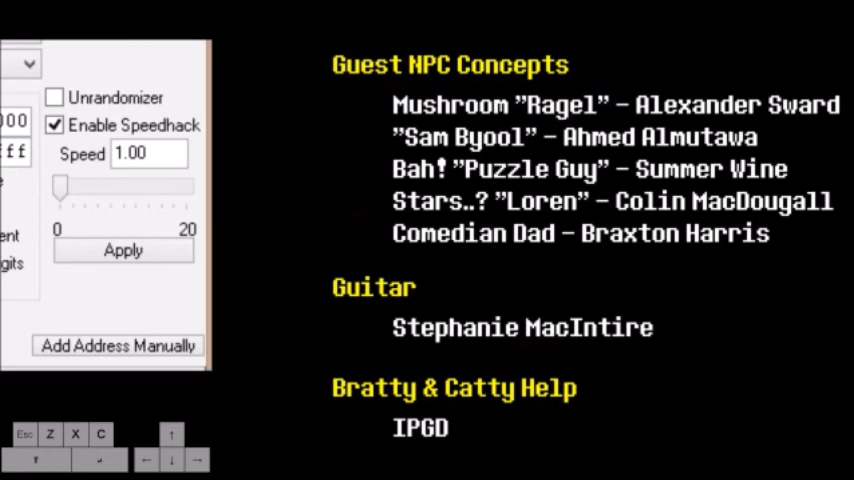 Unrandomizer
000
Enable Speedhack
fff
Speed 1.00
0 20
Apply
Add Address Manually
Esc Z X C ↑
⇧ ↵ ← ↓ →
Guest NPC Concepts
Mushroom "Ragel" - Alexander Sward
"Sam Byool" - Ahmed Almutawa
Bah! "Puzzle Guy" - Summer Wine
Stars..? "Loren" - Colin MacDougall
Comedian Dad - Braxton Harris
Guitar
Stephanie MacIntire
Bratty & Catty Help
IPGD